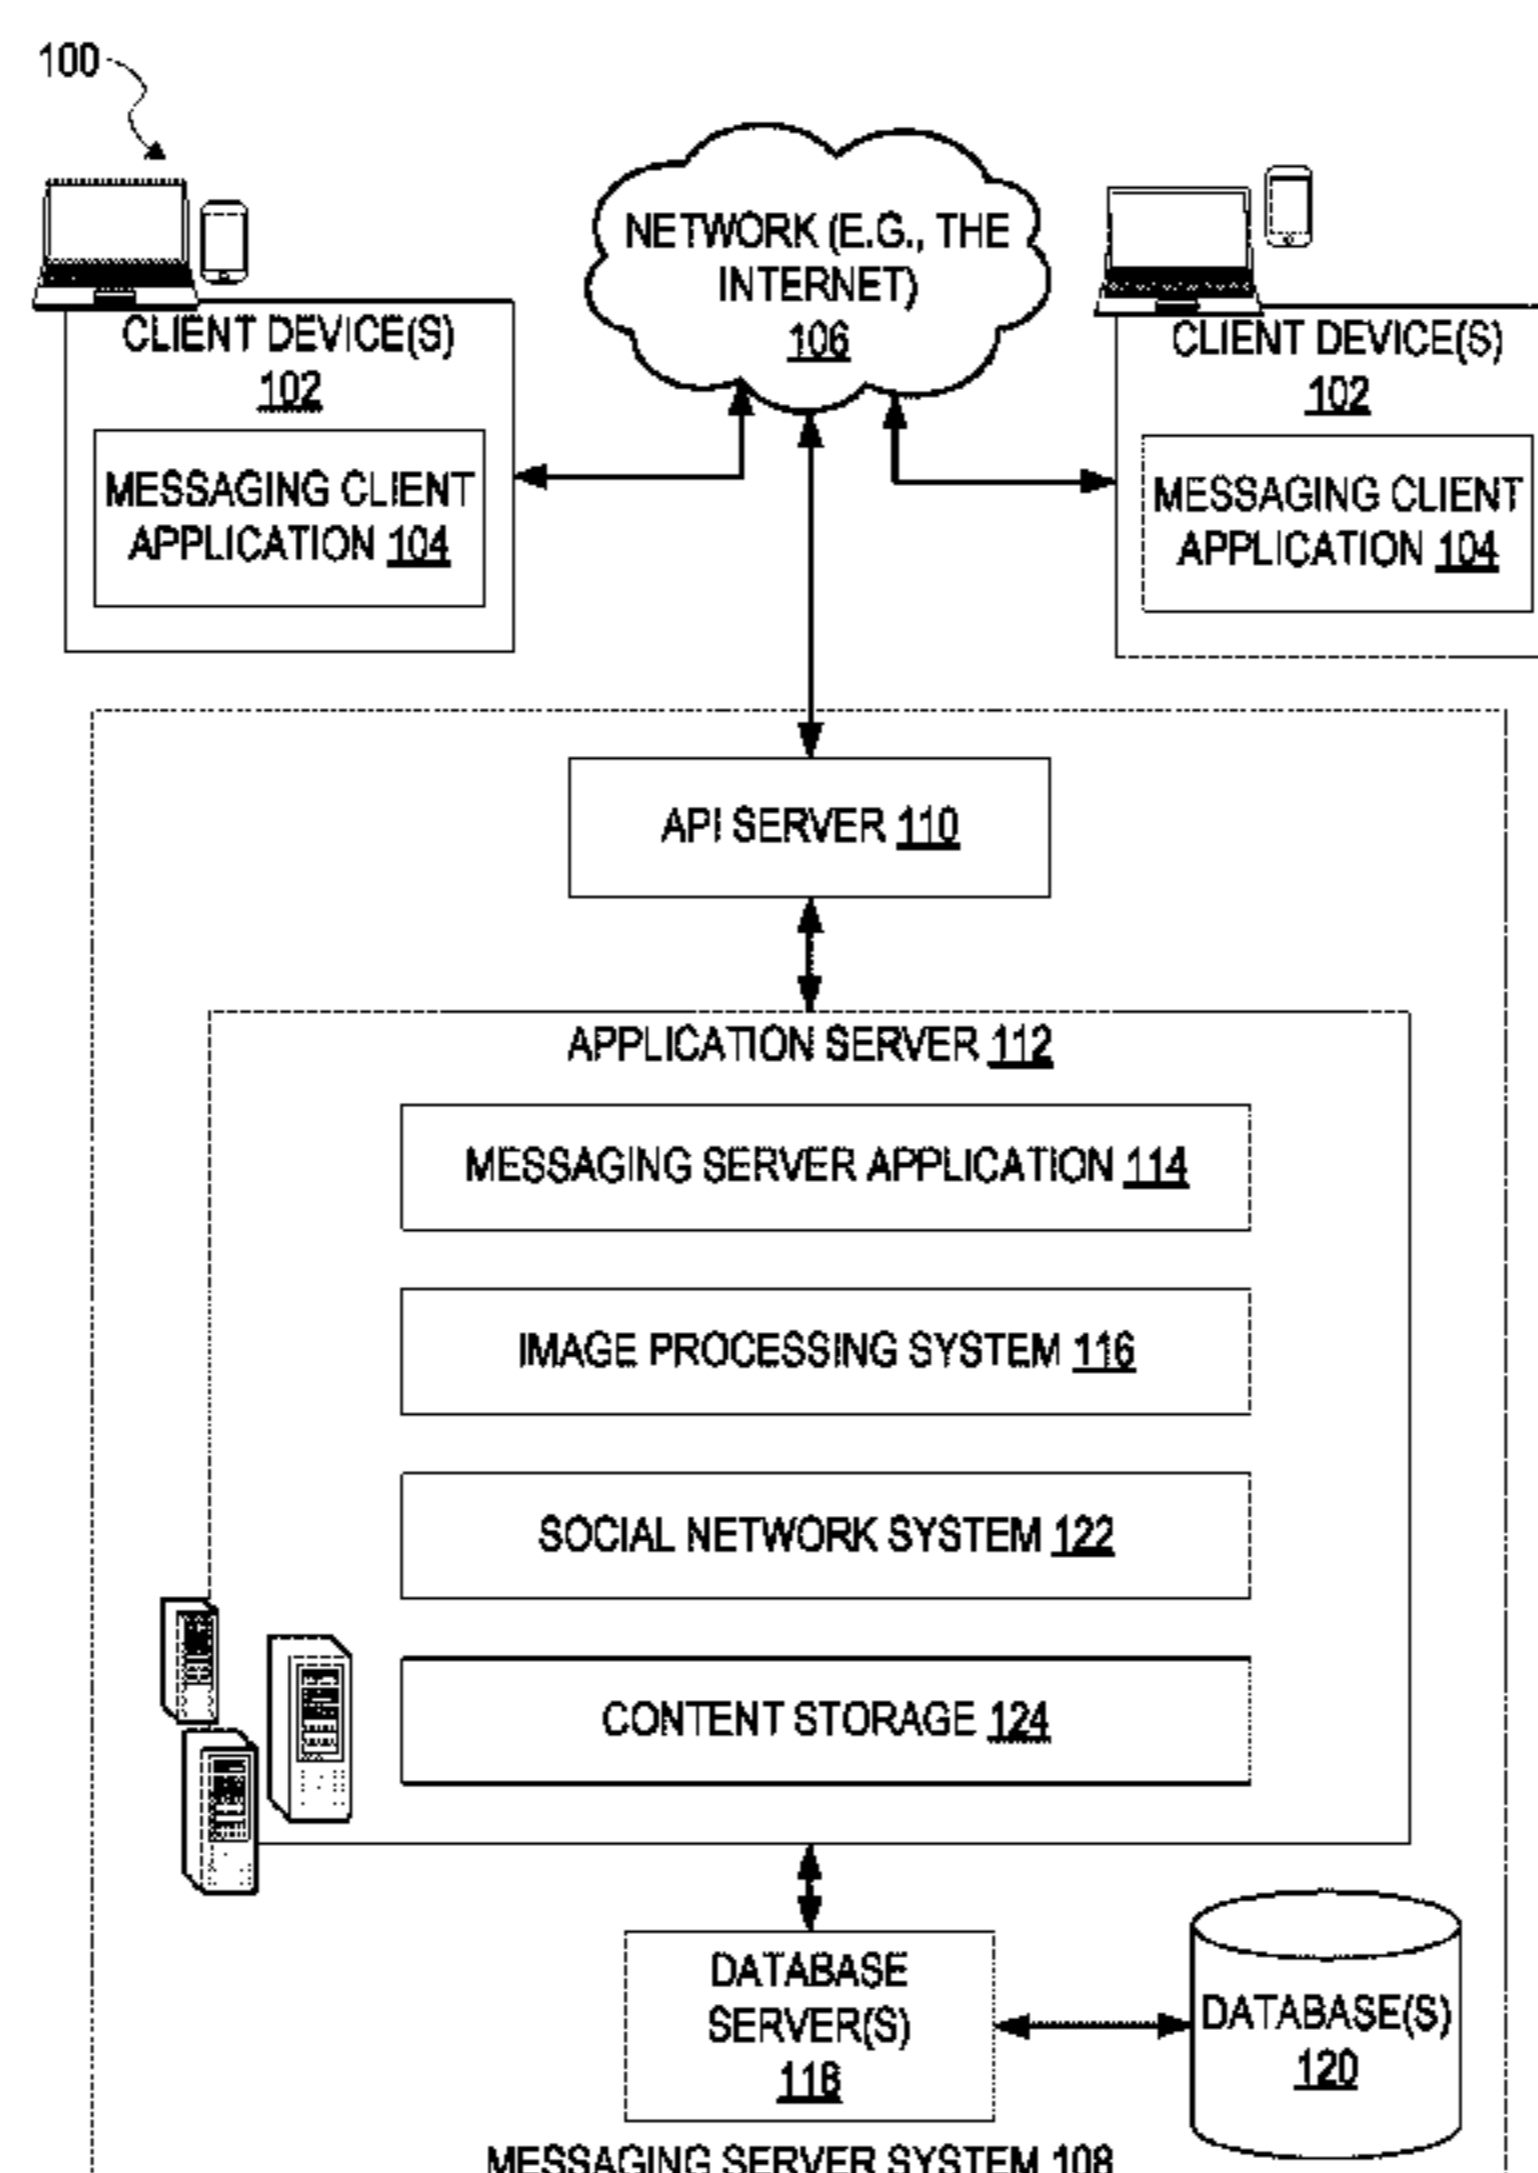 100
NETWORK (E.G., THE
INTERNET)
106
CLIENT DEVICE(S)
102
MESSAGING CLIENT
APPLICATION 104
CLIENT DEVICE(S)
102
MESSAGING CLIENT
APPLICATION 104
API SERVER 110
APPLICATION SERVER 112
MESSAGING SERVER APPLICATION 114
IMAGE PROCESSING SYSTEM 116
SOCIAL NETWORK SYSTEM 122
CONTENT STORAGE 124
DATABASE
SERVER(S)
118
DATABASE(S)
120
MESSAGING SERVER SYSTEM 108